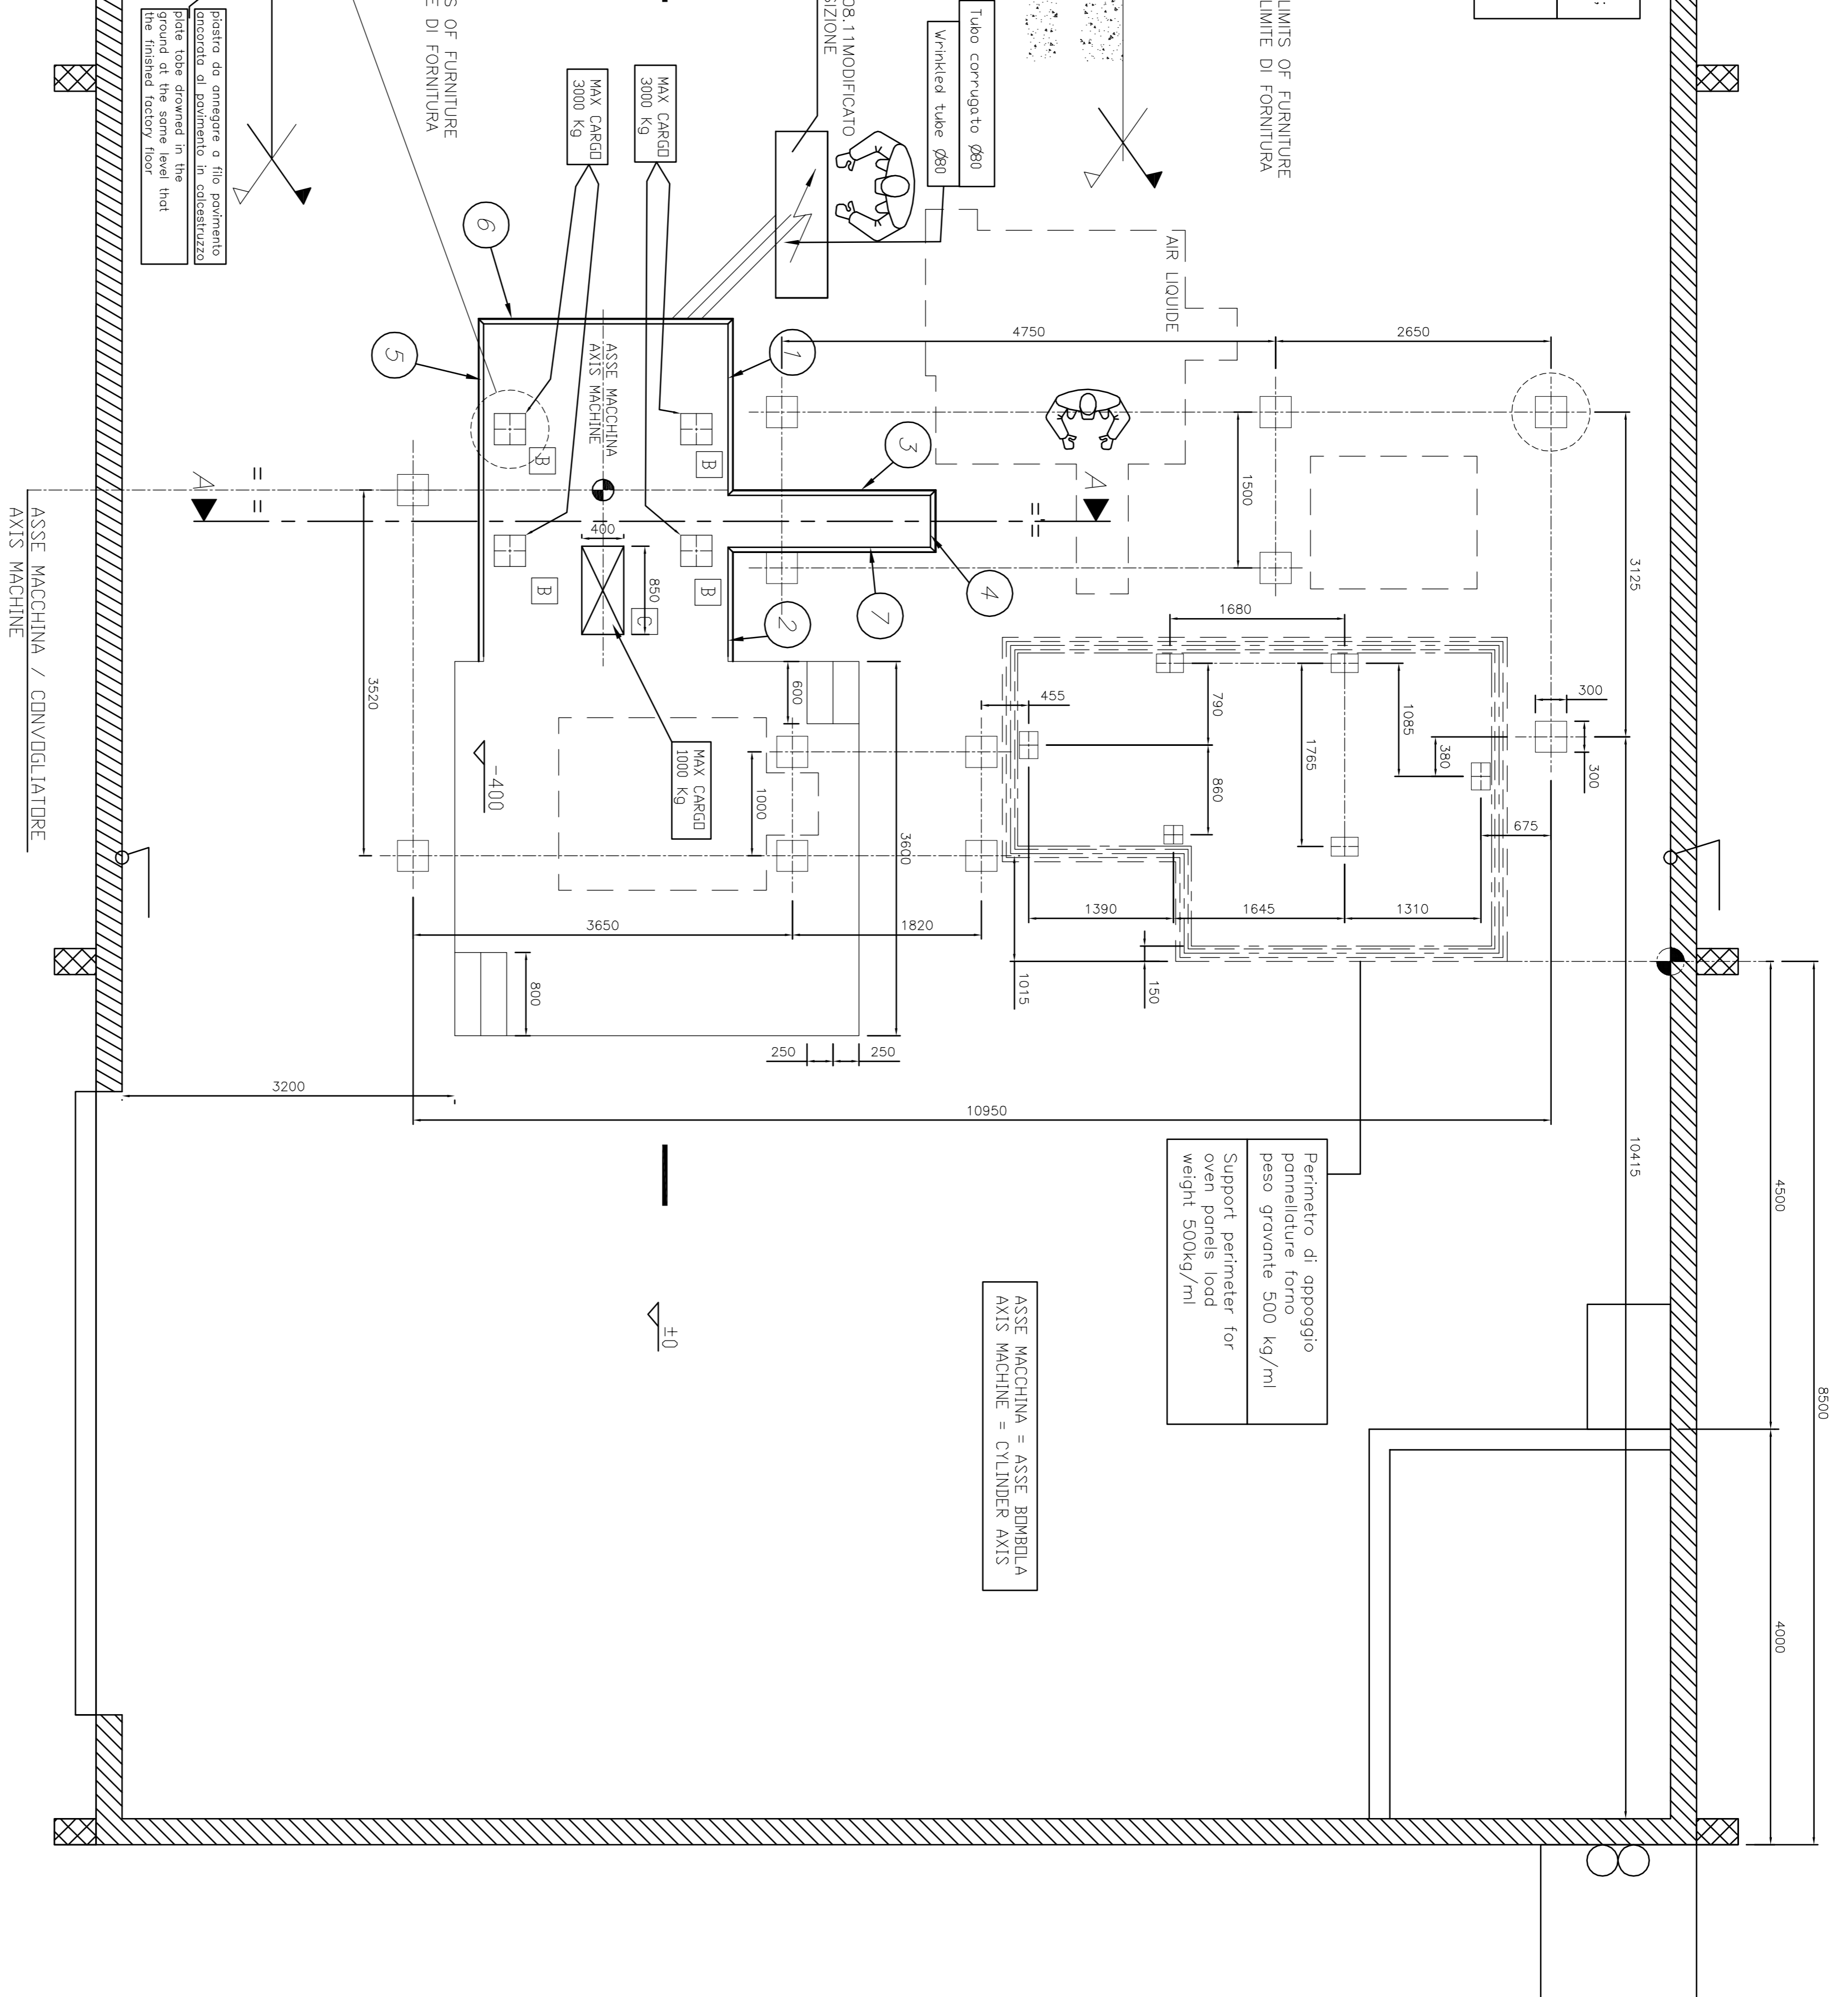 LIMITS OF FURNITURE
LIMITE DI FORNITURA
Tubo corrugato Ø80
Wrinkled tube Ø80
08.11MODIFICATO
SIZIONE
S OF FURNITURE
E DI FORNITURA
piastra da annegare a filo pavimento
ancorata al pavimento in calcestruzzo
plate tobe drowned in the
ground at the same level that
the finished factory floor
MAX CARGO
3000 Kg
MAX CARGO
3000 Kg
AIR LIQUIDE
4750
2650
6
5
1
3
4
7
2
ASSE MACCHINA
AXIS MACHINE
B
B
B
B
C
A
A
=
=
=
=
400
850
1500
3125
3520
1680
600
455
790
1765
1085
380
300
300
860
675
MAX CARGO
1000 Kg
-400
1000
3600
3650
1820
1390
1645
1310
800
1015
150
250
250
3200
10950
10415
4500
8500
4000
ASSE MACCHINA / CONVOGLIATORE
AXIS MACHINE
Perimetro di appoggio
pannellature forno
peso gravante 500 kg/ml
Support perimeter for
oven panels load
weight 500kg/ml
±0
ASSE MACCHINA = ASSE BOMBOLA
AXIS MACHINE = CYLINDER AXIS